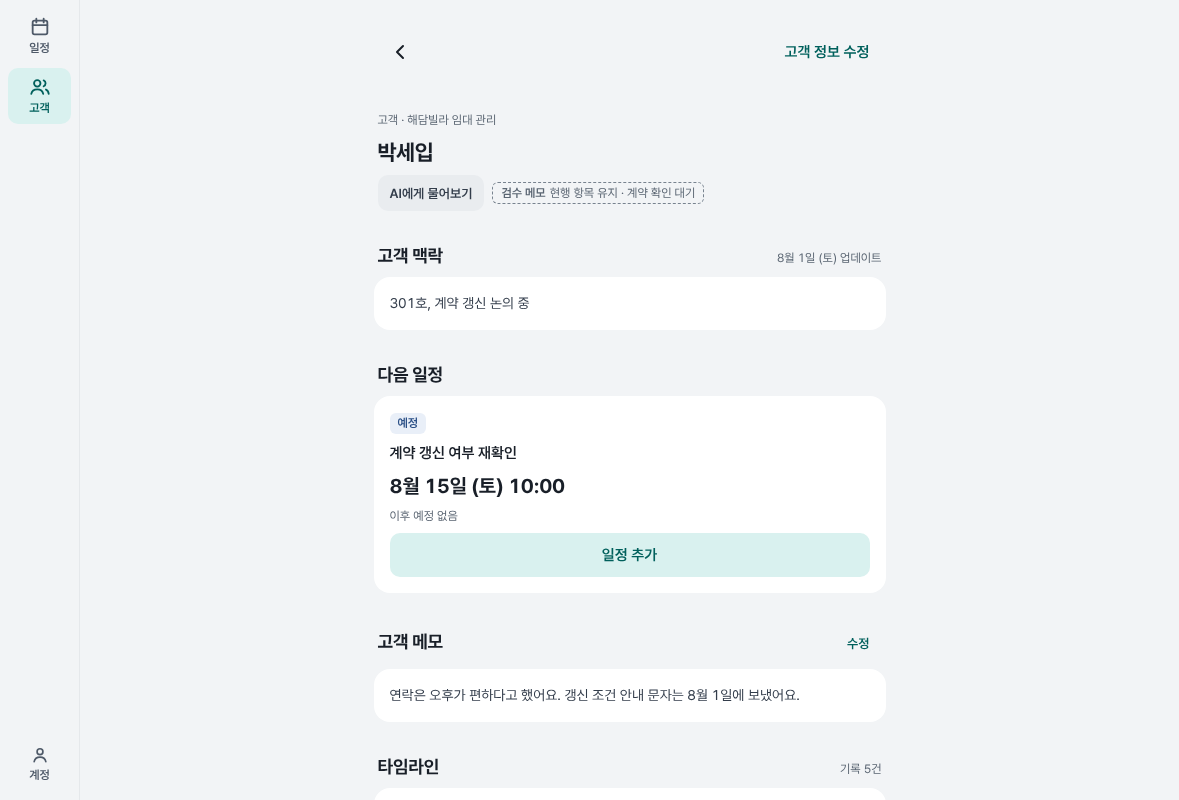 일정
고객
계정
고객 정보 수정
고객 · 해담빌라 임대 관리
박세입
AI에게 물어보기
검수 메모 현행 항목 유지 · 계약 확인 대기
고객 맥락
8월 1일 (토) 업데이트
301호, 계약 갱신 논의 중
다음 일정
예정
계약 갱신 여부 재확인
8월 15일 (토) 10:00
이후 예정 없음
일정 추가
고객 메모
수정
연락은 오후가 편하다고 했어요. 갱신 조건 안내 문자는 8월 1일에 보냈어요.
타임라인
기록 5건